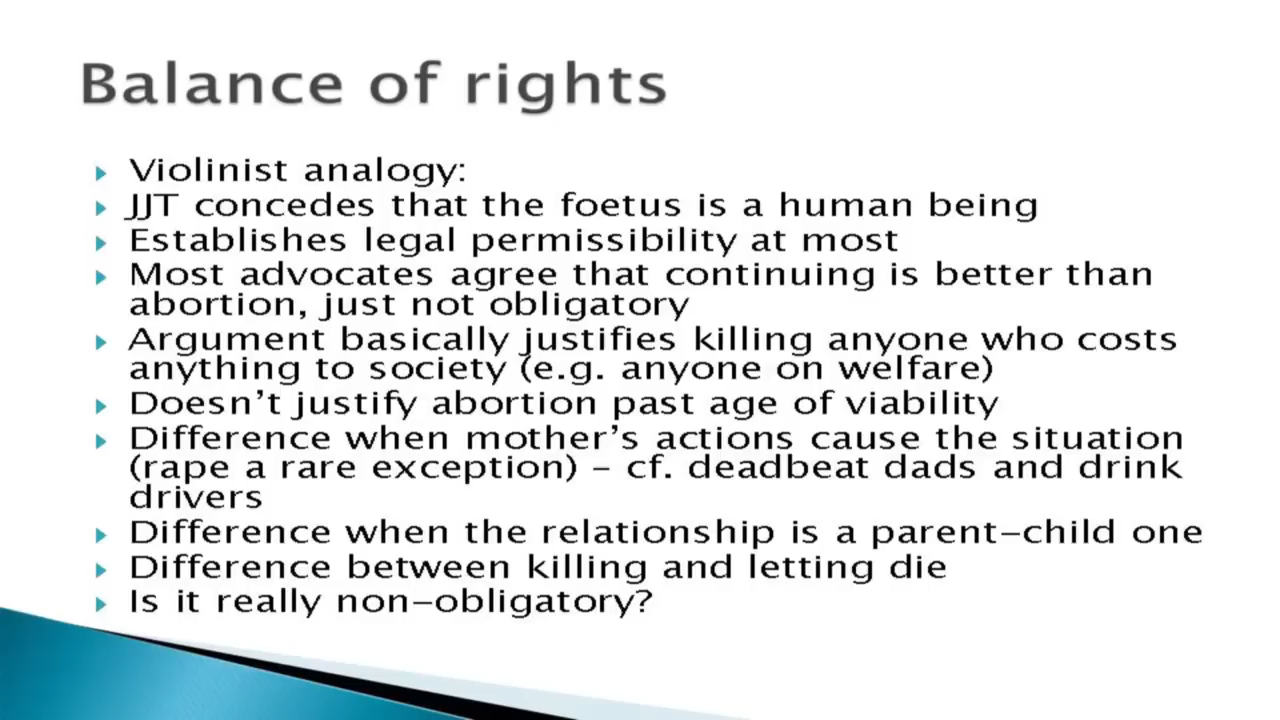 Balance of rights
Violinist analogy:
JJT concedes that the foetus is a human being
Establishes legal permissibility at most
Most advocates agree that continuing is better than
abortion, just not obligatory
Argument basically justifies killing anyone who costs
anything to society (e.g. anyone on welfare)
Doesn’t justify abortion past age of viability
Difference when mother’s actions cause the situation
(rape a rare exception) – cf. deadbeat dads and drink
drivers
Difference when the relationship is a parent-child one
Difference between killing and letting die
Is it really non-obligatory?